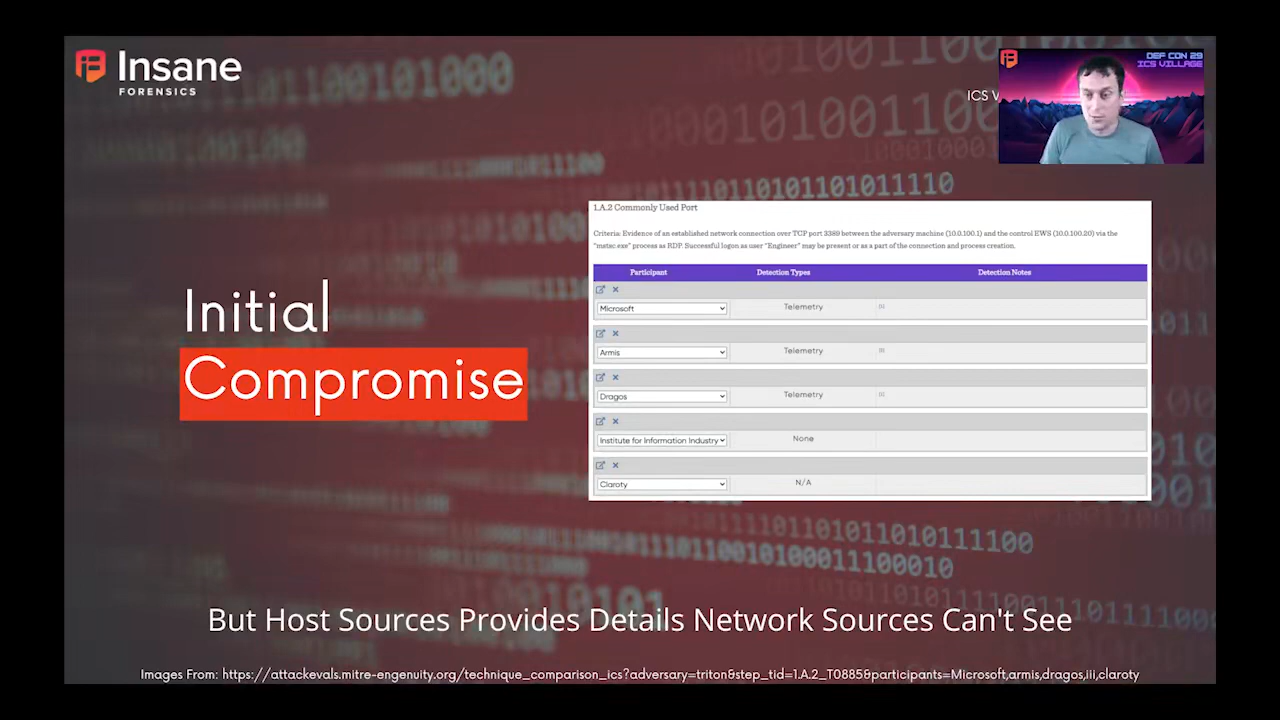 Insane
FORENSICS
DEF CON 29
ICS VILLAGE
ICS V
1.A.2 Commonly Used Port
Criteria: Evidence of an established network connection over TCP port 3389 between the adversary machine (10.0.100.1) and the control EWS (10.0.100.20) via the
"mstsc.exe" process as RDP. Successful logon as user "Engineer" may be present or as a part of the connection and process creation.
Participant Detection Types Detection Notes
Microsoft Telemetry [1]
Armis Telemetry
Dragos Telemetry [1]
Institute for Information Industry None
Claroty N/A
Initial
Compromise
But Host Sources Provides Details Network Sources Can't See
Images From: https://attackevals.mitre-engenuity.org/technique_comparison_ics?adversary=triton&step_tid=1.A.2_T0885&participants=Microsoft,armis,dragos,iii,claroty